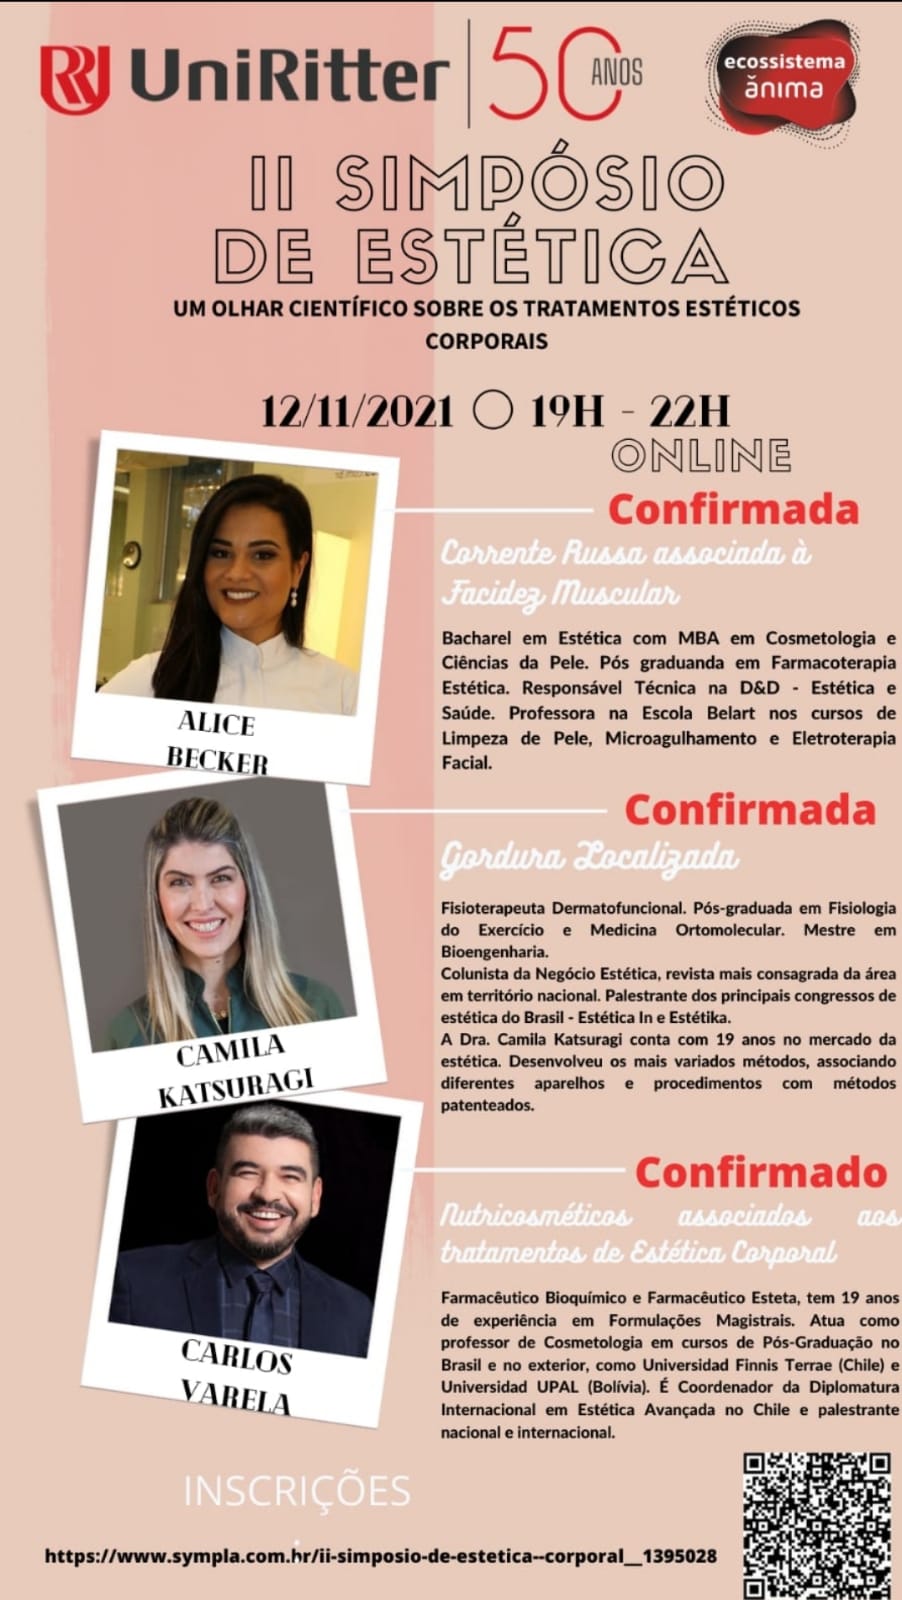 UniRitter
50 ANOS
ecossistema
ănima
II SIMPÓSIO
DE ESTÉTICA
UM OLHAR CIENTÍFICO SOBRE OS TRATAMENTOS ESTÉTICOS
CORPORAIS
12/11/2021 ○ 19H - 22H
ONLINE
Confirmada
Corrente Russa associada à
Facidez Muscular
Bacharel em Estética com MBA em Cosmetologia e
Ciências da Pele. Pós graduanda em Farmacoterapia
Estética. Responsável Técnica na D&D - Estética e
Saúde. Professora na Escola Belart nos cursos de
Limpeza de Pele, Microagulhamento e Eletroterapia
Facial.
ALICE
BECKER
Confirmada
Gordura Localizada
Fisioterapeuta Dermatofuncional. Pós-graduada em Fisiologia
do Exercício e Medicina Ortomolecular. Mestre em
Bioengenharia.
Colunista da Negócio Estética, revista mais consagrada da área
em território nacional. Palestrante dos principais congressos de
estética do Brasil - Estética In e Estétika.
A Dra. Camila Katsuragi conta com 19 anos no mercado da
estética. Desenvolveu os mais variados métodos, associando
diferentes aparelhos e procedimentos com métodos
patenteados.
CAMILA
KATSURAGI
Confirmado
Nutricosméticos associados aos
tratamentos de Estética Corporal
Farmacêutico Bioquímico e Farmacêutico Esteta, tem 19 anos
de experiência em Formulações Magistrais. Atua como
professor de Cosmetologia em cursos de Pós-Graduação no
Brasil e no exterior, como Universidad Finnis Terrae (Chile) e
Universidad UPAL (Bolívia). É Coordenador da Diplomatura
Internacional em Estética Avançada no Chile e palestrante
nacional e internacional.
CARLOS
VARELA
INSCRIÇÕES
https://www.sympla.com.br/ii-simposio-de-estetica--corporal__1395028